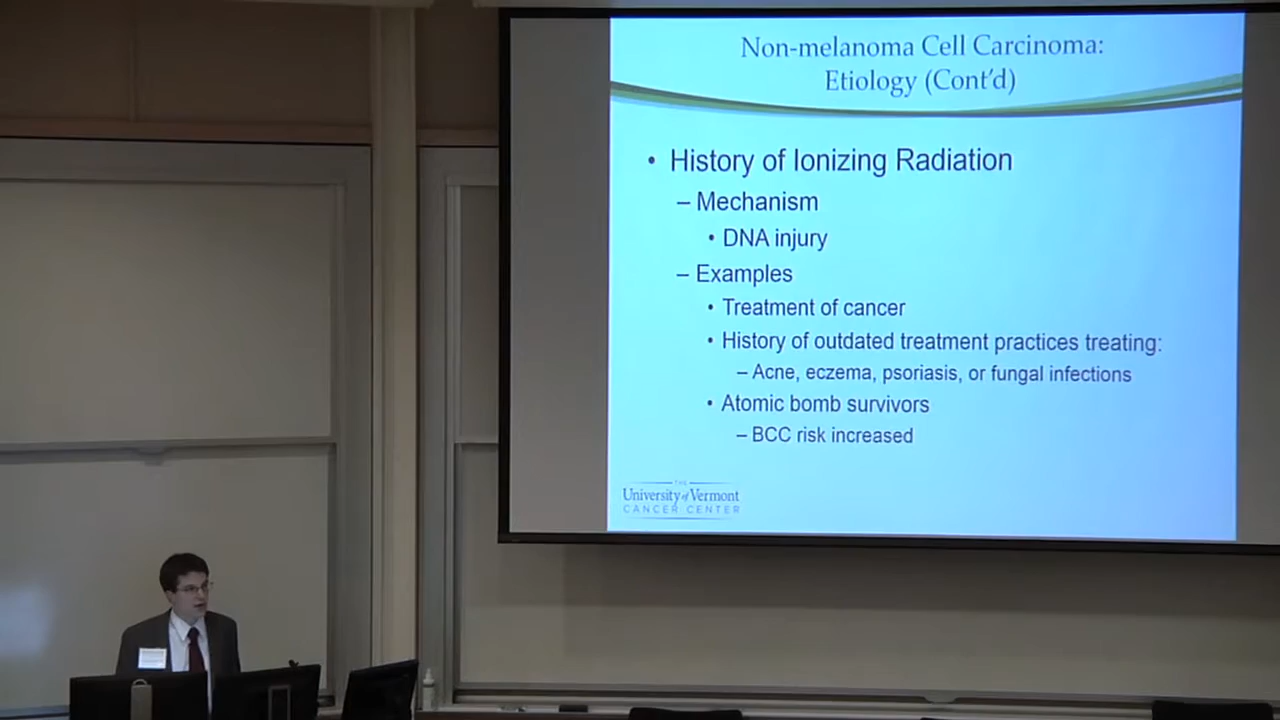 Non-melanoma Cell Carcinoma:
Etiology (Cont'd)
• History of Ionizing Radiation
– Mechanism
• DNA injury
– Examples
• Treatment of cancer
• History of outdated treatment practices treating:
– Acne, eczema, psoriasis, or fungal infections
• Atomic bomb survivors
– BCC risk increased
THE
University of Vermont
CANCER CENTER